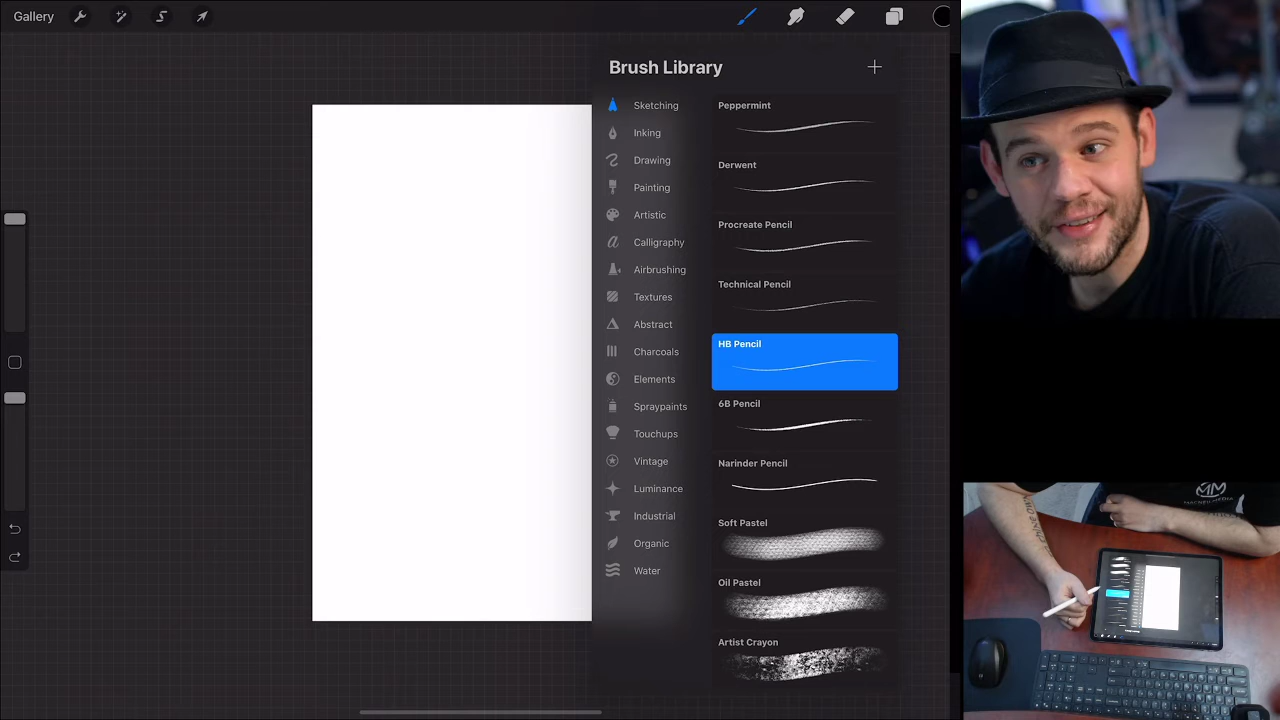 Gallery
Brush Library
Sketching
Inking
Drawing
Painting
Artistic
Calligraphy
Airbrushing
Textures
Abstract
Charcoals
Elements
Spraypaints
Touchups
Vintage
Luminance
Industrial
Organic
Water
Peppermint
Derwent
Procreate Pencil
Technical Pencil
HB Pencil
6B Pencil
Narinder Pencil
Soft Pastel
Oil Pastel
Artist Crayon